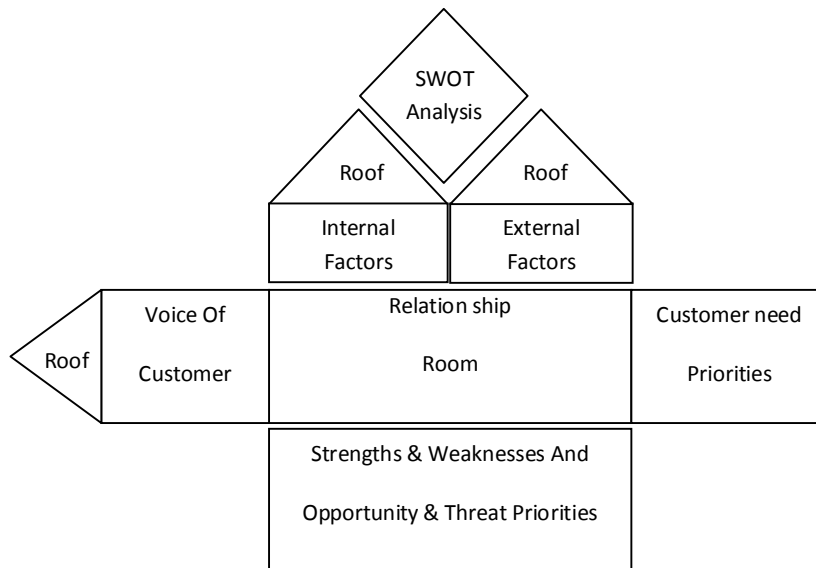 SWOT
Analysis
Roof
Roof
Internal
Factors
External
Factors
Roof
Voice Of
Customer
Relation ship
Room
Customer need
Priorities
Strengths & Weaknesses And
Opportunity & Threat Priorities